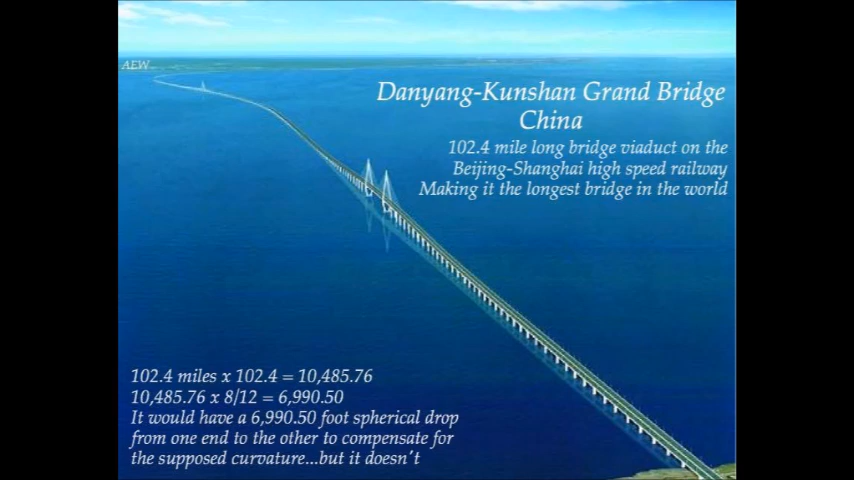 AEW
Danyang-Kunshan Grand Bridge
China
102.4 mile long bridge viaduct on the
Beijing-Shanghai high speed railway
Making it the longest bridge in the world
102.4 miles x 102.4 = 10,485.76
10,485.76 x 8/12 = 6,990.50
It would have a 6,990.50 foot spherical drop
from one end to the other to compensate for
the supposed curvature...but it doesn't